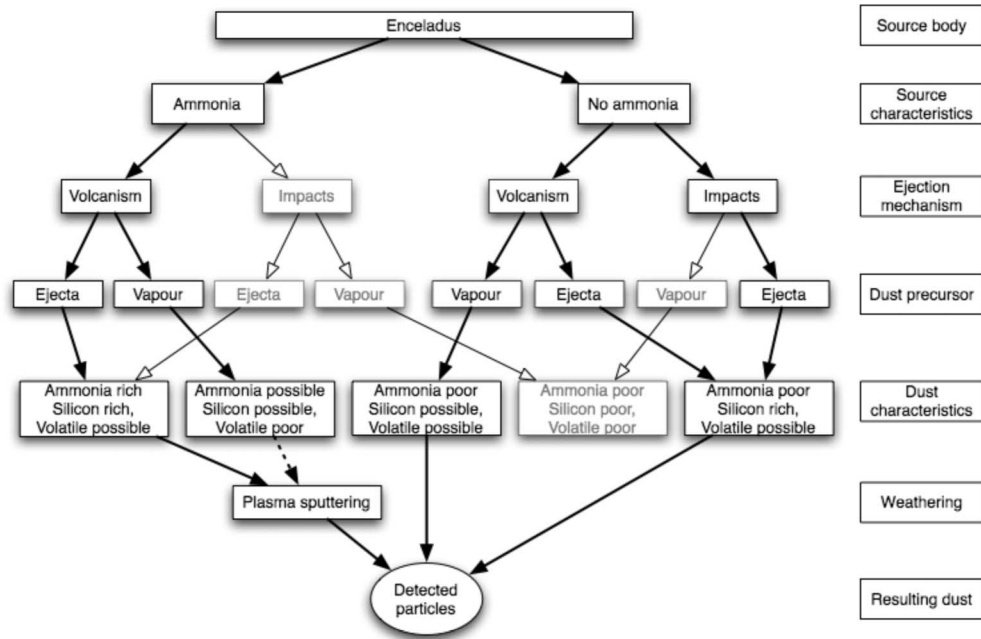 Enceladus
Source body
Ammonia
No ammonia
Source
characteristics
Volcanism
Impacts
Volcanism
Impacts
Ejection
mechanism
Ejecta
Vapour
Ejecta
Vapour
Vapour
Ejecta
Vapour
Ejecta
Dust precursor
Ammonia rich
Silicon rich,
Volatile possible
Ammonia possible
Silicon possible,
Volatile poor
Ammonia poor
Silicon possible,
Volatile possible
Ammonia poor
Silicon poor,
Volatile poor
Ammonia poor
Silicon rich,
Volatile possible
Dust
characteristics
Plasma sputtering
Weathering
Detected
particles
Resulting dust